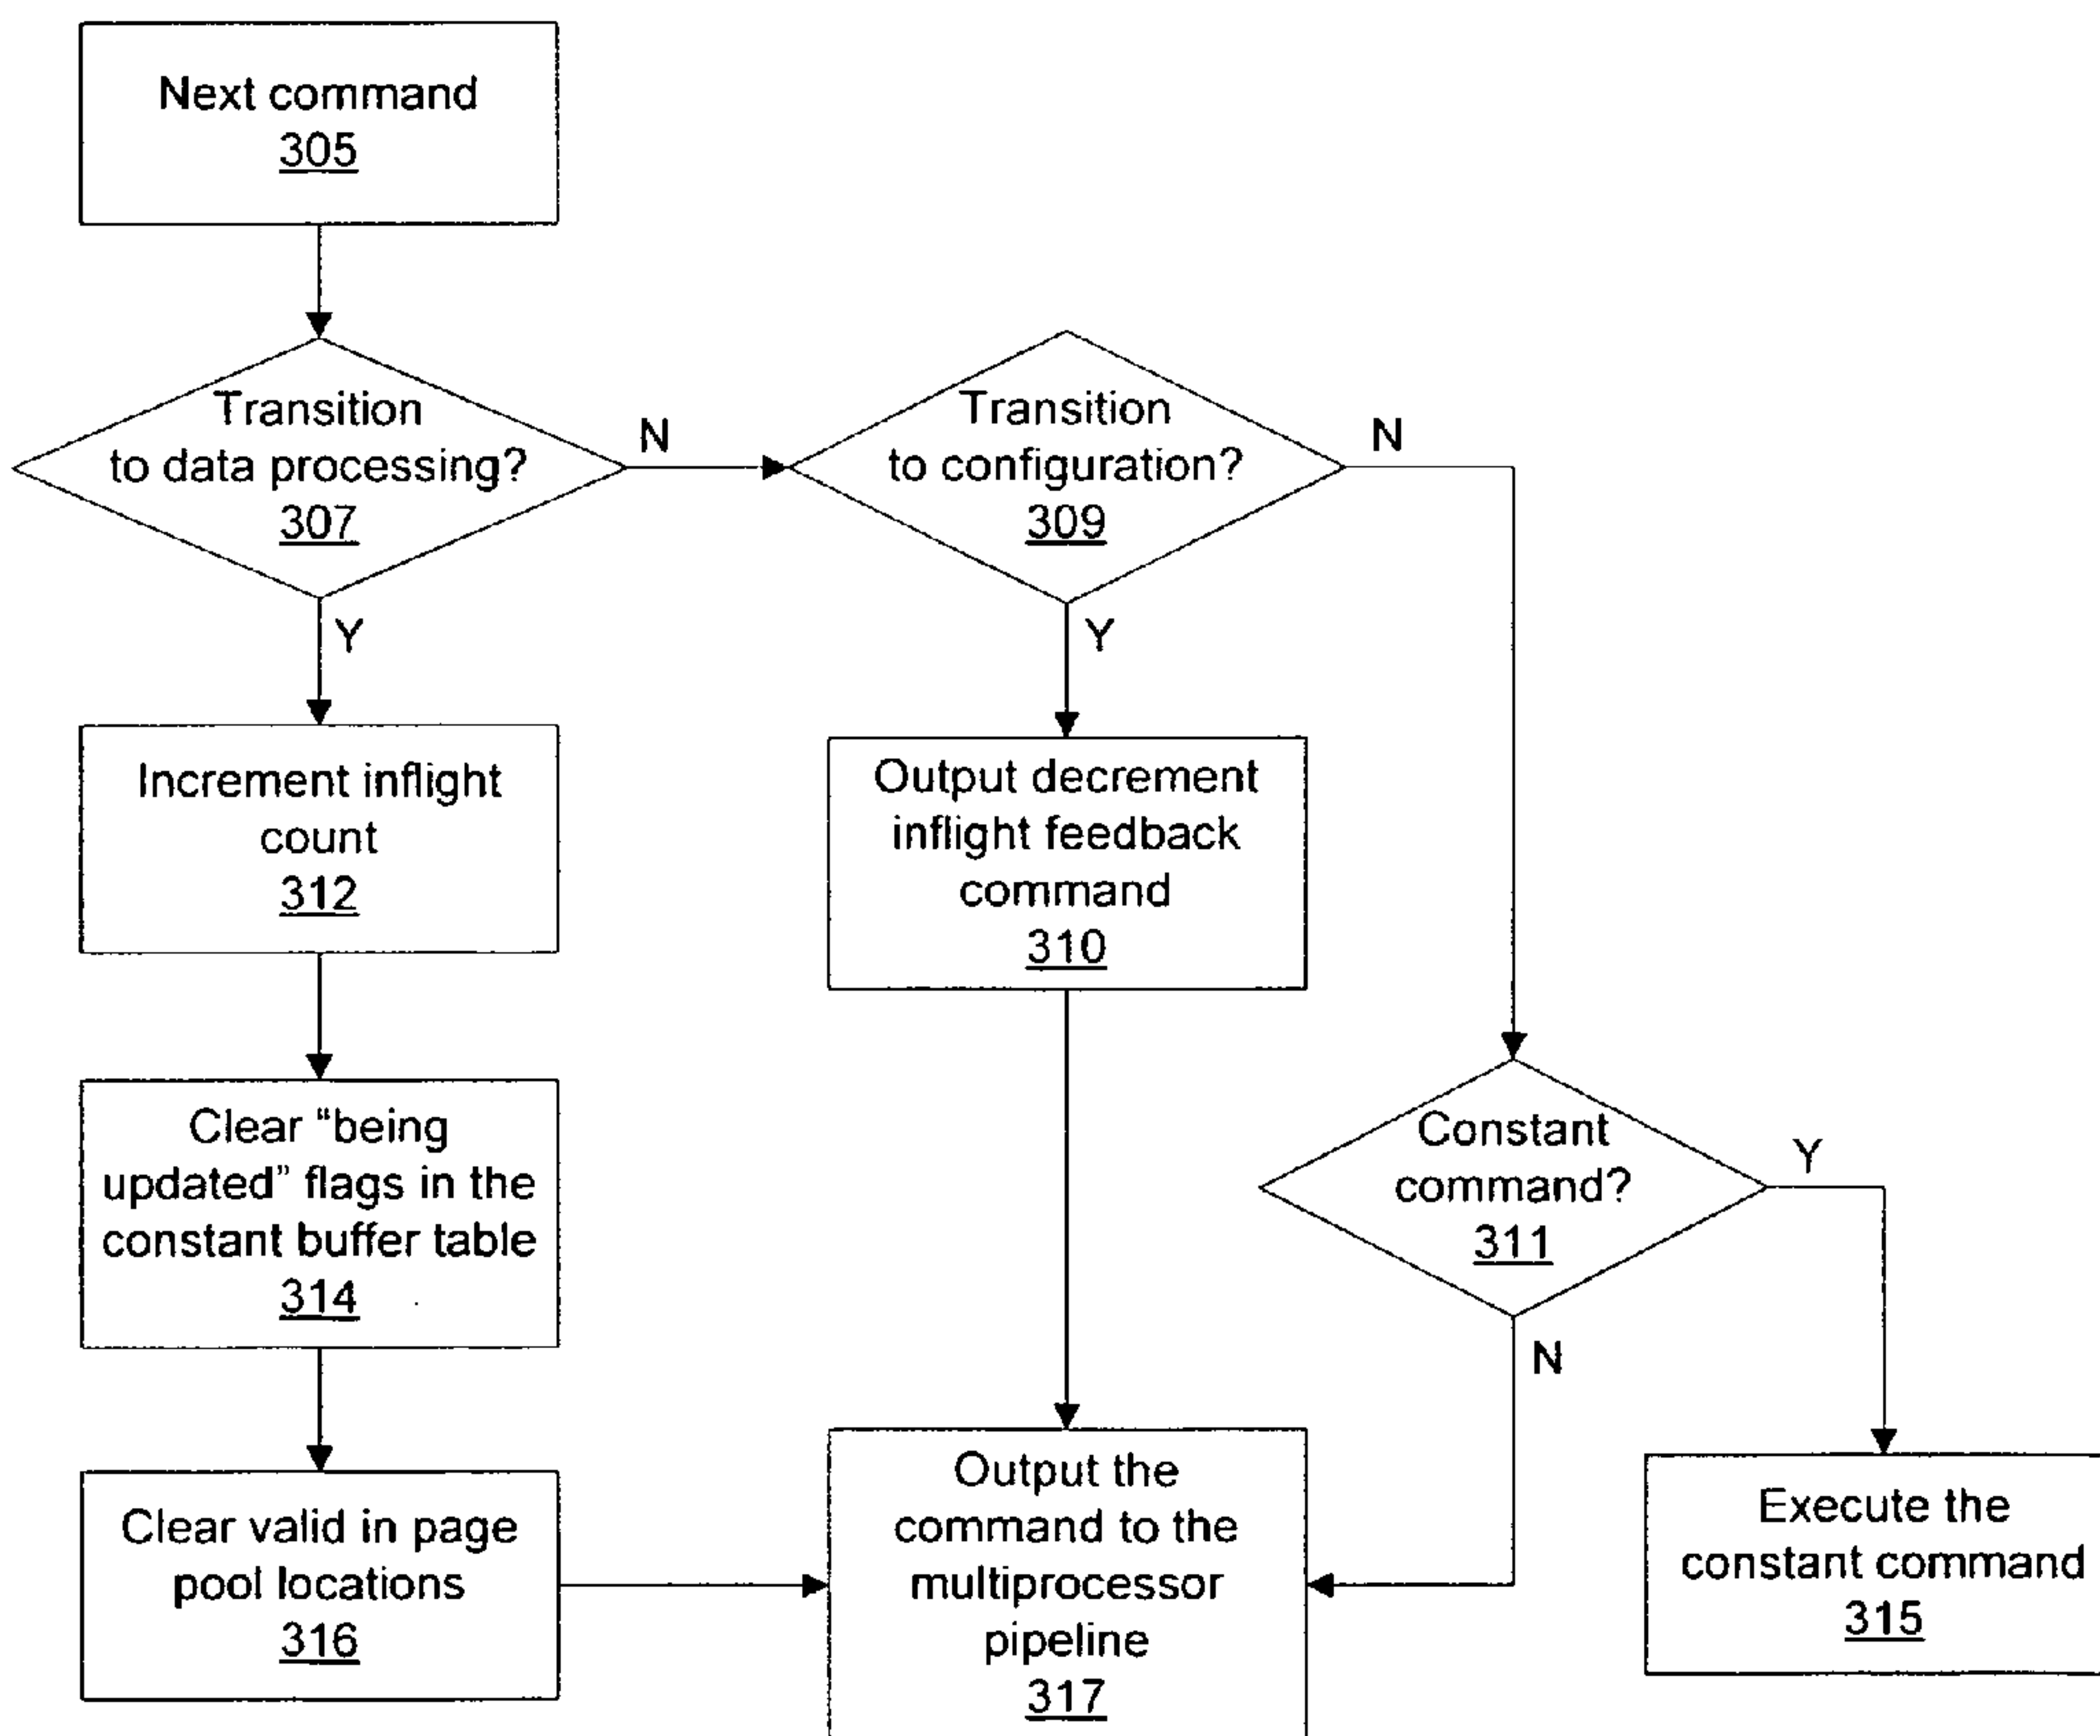 Next command
305
Transition
to data processing?
307
N
Transition
to configuration?
309
N
Y
Y
Increment inflight
count
312
Output decrement
inflight feedback
command
310
Clear “being
updated” flags in the
constant buffer table
314
Constant
command?
311
Y
N
Clear valid in page
pool locations
316
Output the
command to the
multiprocessor
pipeline
317
Execute the
constant command
315